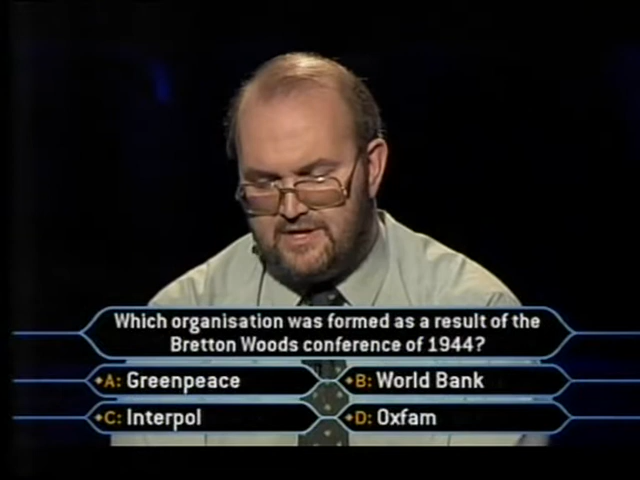 Which organisation was formed as a result of the
Bretton Woods conference of 1944?
A: Greenpeace
B: World Bank
C: Interpol
D: Oxfam